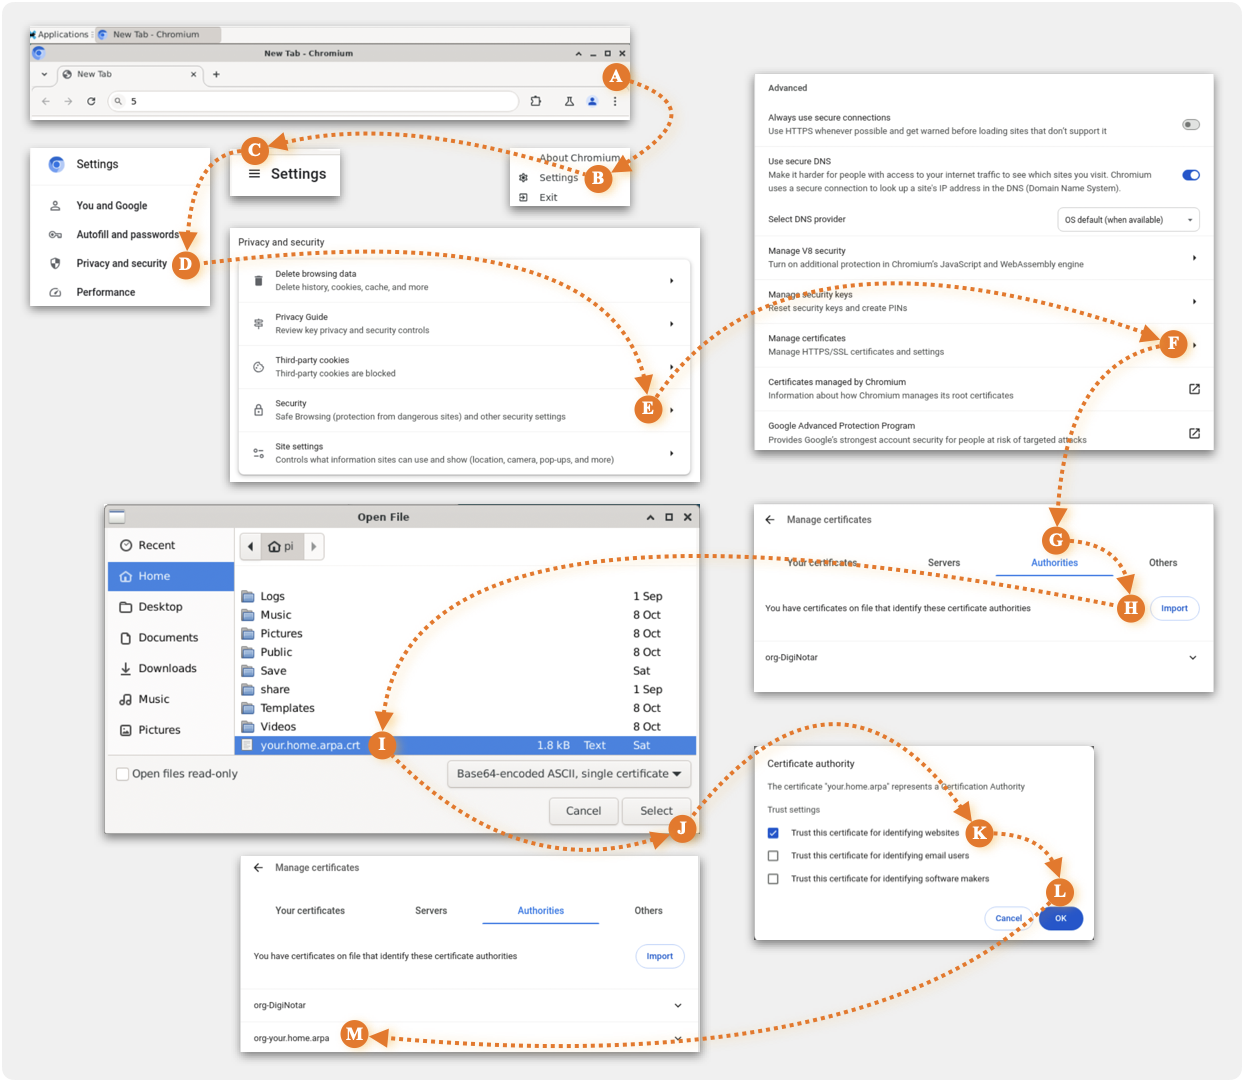 Applications
New Tab - Chromium
New Tab - Chromium
New Tab
A
5
About Chromium
Settings
B
Exit
C
Settings
Settings
You and Google
Autofill and passwords
Privacy and security
D
Performance
Privacy and security
Delete browsing data
Delete history, cookies, cache, and more
Privacy Guide
Review key privacy and security controls
Third-party cookies
Third-party cookies are blocked
Security
Safe Browsing (protection from dangerous sites) and other security settings
E
Site settings
Controls what information sites can use and show (location, camera, pop-ups, and more)
Advanced
Always use secure connections
Use HTTPS whenever possible and get warned before loading sites that don't support it
Use secure DNS
Make it harder for people with access to your internet traffic to see which sites you visit. Chromium
uses a secure connection to look up a site's IP address in the DNS (Domain Name System).
Select DNS provider
OS default (when available)
Manage V8 security
Turn on additional protection in Chromium's JavaScript and WebAssembly engine
Manage security keys
Reset security keys and create PINs
Manage certificates
Manage HTTPS/SSL certificates and settings
F
Certificates managed by Chromium
Information about how Chromium manages its root certificates
Google Advanced Protection Program
Provides Google's strongest account security for people at risk of targeted attacks
Manage certificates
G
Your certificates
Servers
Authorities
Others
You have certificates on file that identify these certificate authorities
H
Import
org-DigiNotar
Open File
Recent
Home
Desktop
Documents
Downloads
Music
Pictures
pi
Logs 1 Sep
Music 8 Oct
Pictures 8 Oct
Public 8 Oct
Save Sat
share 1 Sep
Templates 8 Oct
Videos 8 Oct
your.home.arpa.crt I 1.8 kB Text Sat
Open files read-only
Base64-encoded ASCII, single certificate
Cancel
Select
J
Certificate authority
The certificate "your.home.arpa" represents a Certification Authority
Trust settings
Trust this certificate for identifying websites
K
Trust this certificate for identifying email users
Trust this certificate for identifying software makers
L
Cancel
OK
Manage certificates
Your certificates
Servers
Authorities
Others
You have certificates on file that identify these certificate authorities
Import
org-DigiNotar
org-your.home.arpa
M